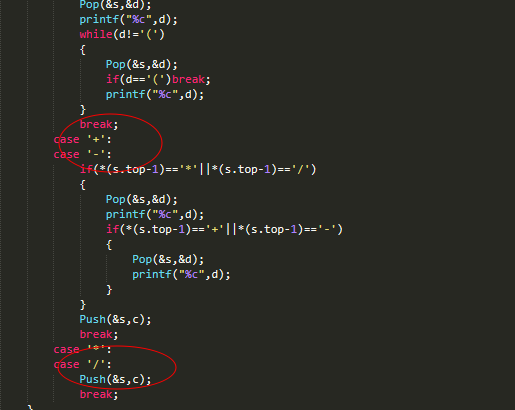 Pop(&s,&d);
printf("%c",d);
while(d!='(')
{
Pop(&s,&d);
if(d=='(')break;
printf("%c",d);
}
break;
case '+':
case '-':
if(*(s.top-1)=='*'||*(s.top-1)=='/')
{
Pop(&s,&d);
printf("%c",d);
if(*(s.top-1)=='+'||*(s.top-1)=='-')
{
Pop(&s,&d);
printf("%c",d);
}
}
Push(&s,c);
break;
case '*':
case '/':
Push(&s,c);
break;
}